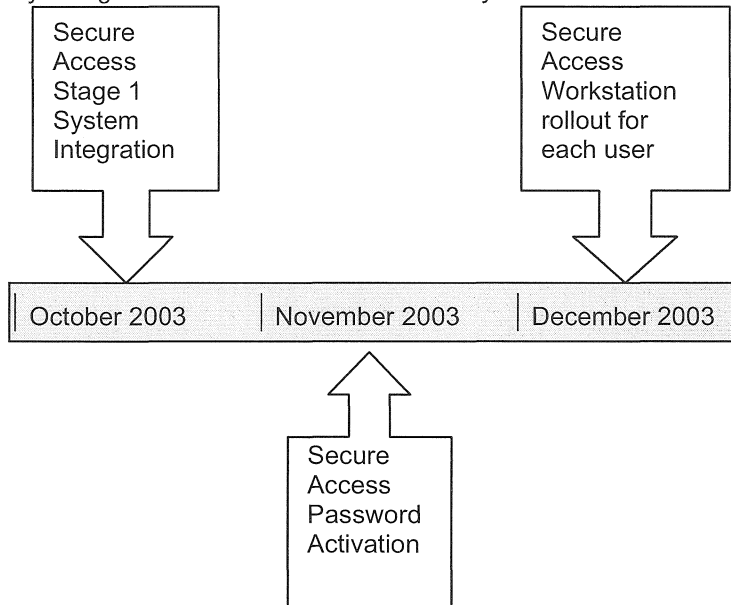 Secure
Access
Stage 1
System
Integration
Secure
Access
Workstation
rollout for
each user
October 2003
November 2003
December 2003
Secure
Access
Password
Activation